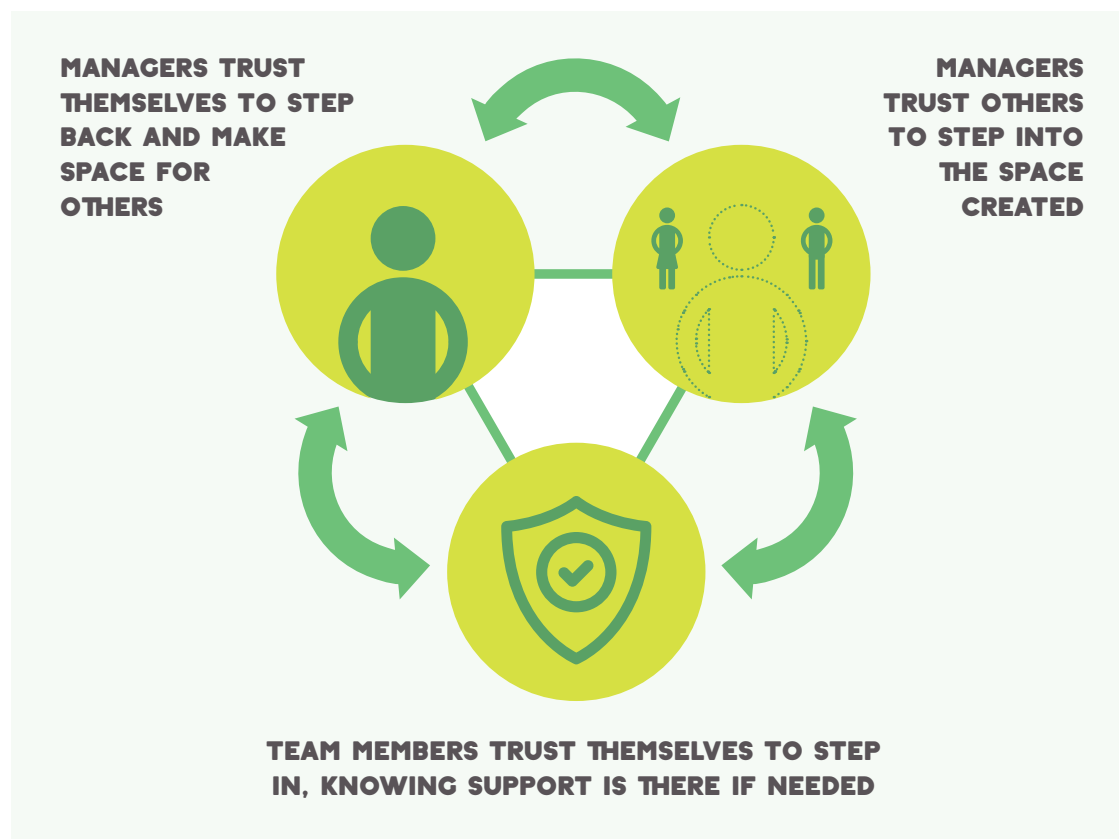 MANAGERS TRUST
THEMSELVES TO STEP
BACK AND MAKE
SPACE FOR
OTHERS
MANAGERS
TRUST OTHERS
TO STEP INTO
THE SPACE
CREATED
TEAM MEMBERS TRUST THEMSELVES TO STEP
IN, KNOWING SUPPORT IS THERE IF NEEDED